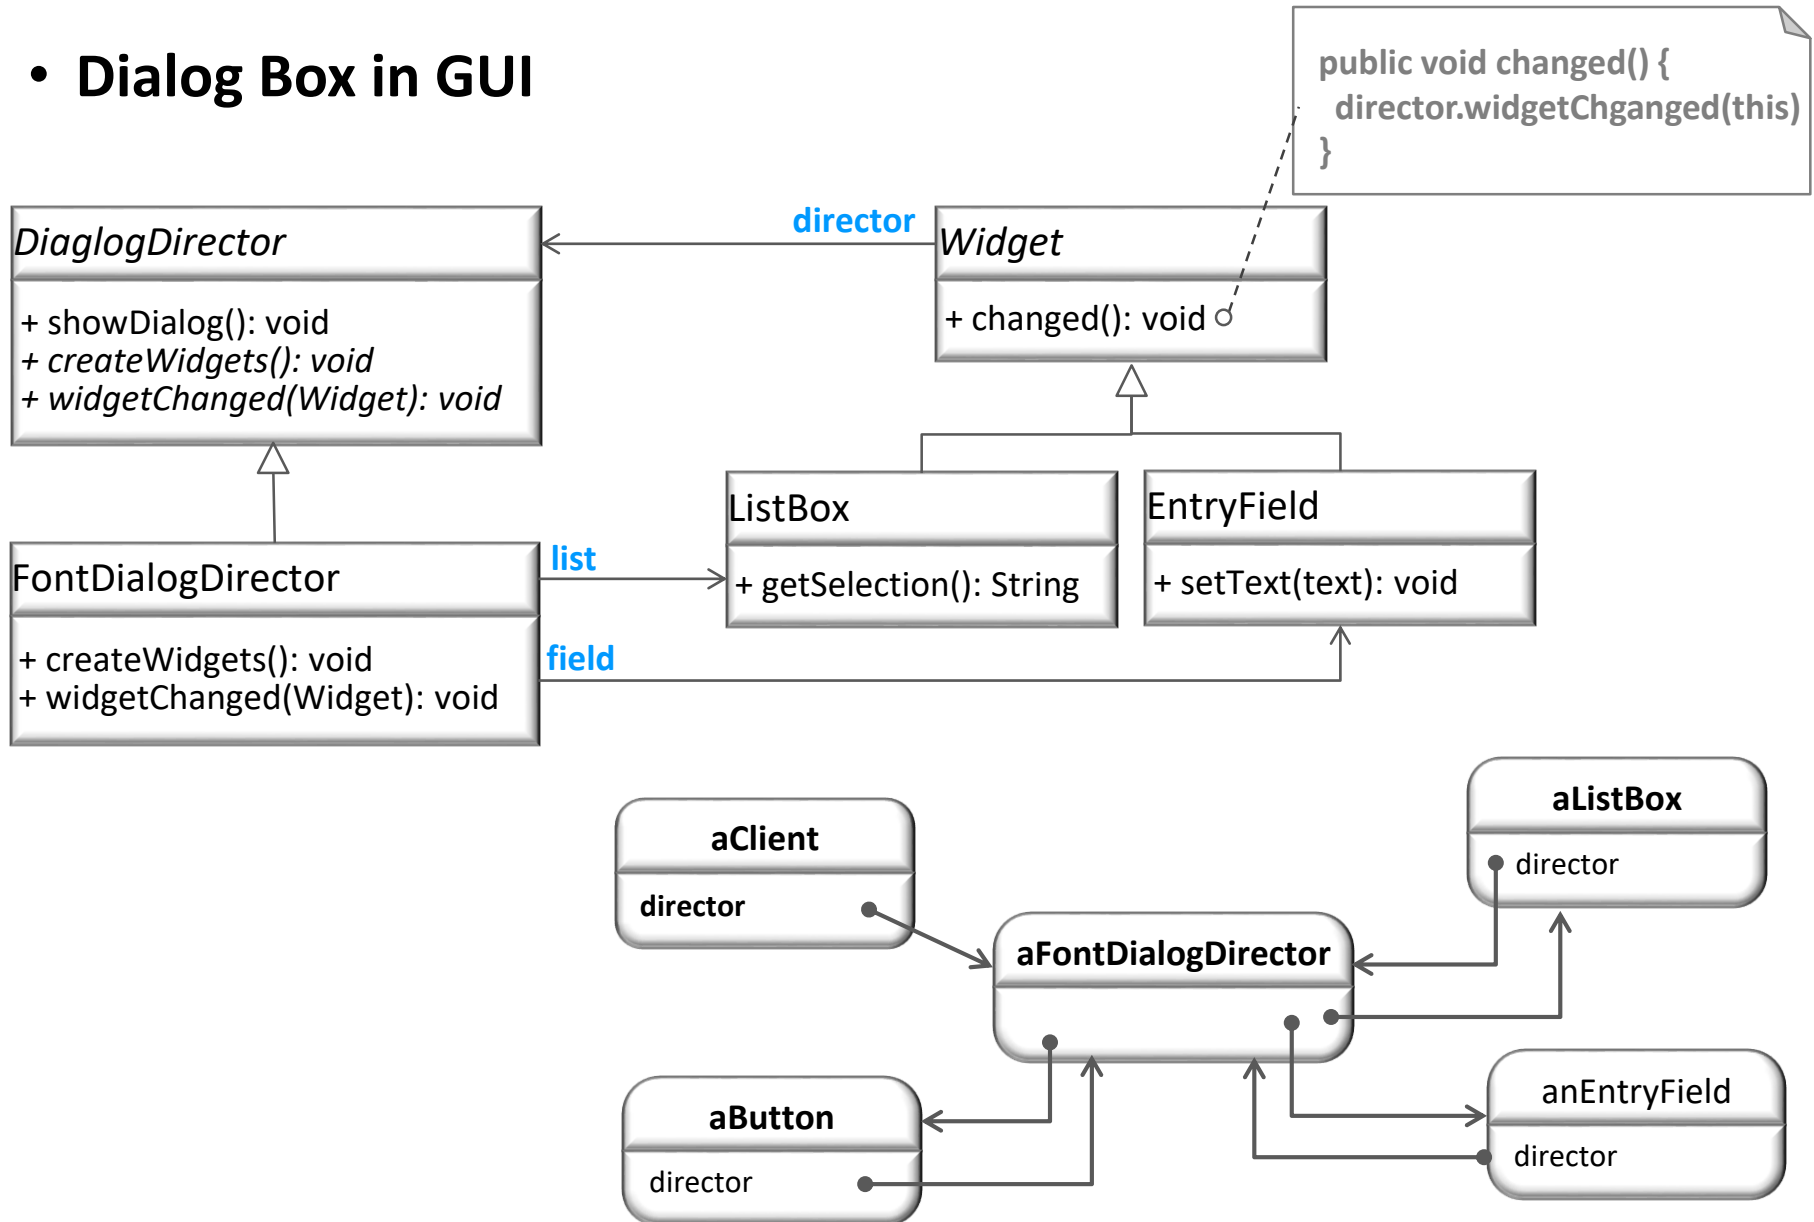 • Dialog Box in GUI
public void changed() {
director.widgetChganged(this)
}
DiaglogDirector
+ showDialog(): void
+ createWidgets(): void
+ widgetChanged(Widget): void
director
Widget
+ changed(): void
FontDialogDirector
+ createWidgets(): void
+ widgetChanged(Widget): void
list
field
ListBox
+ getSelection(): String
EntryField
+ setText(text): void
aClient
director
aFontDialogDirector
aListBox
director
aButton
director
anEntryField
director